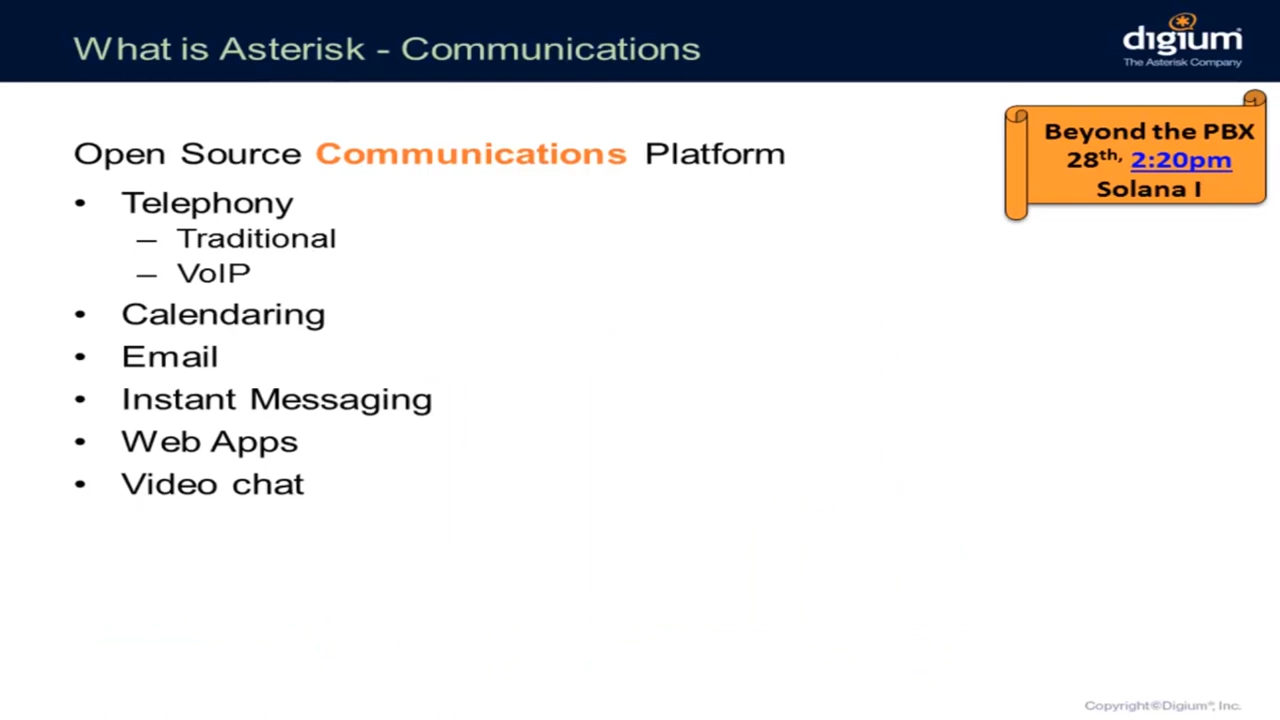 What is Asterisk - Communications
digium®
The Asterisk Company
Beyond the PBX
28th, 2:20pm
Solana I
Open Source Communications Platform
• Telephony
– Traditional
– VoIP
• Calendaring
• Email
• Instant Messaging
• Web Apps
• Video chat
Copyright©Digium®, Inc.